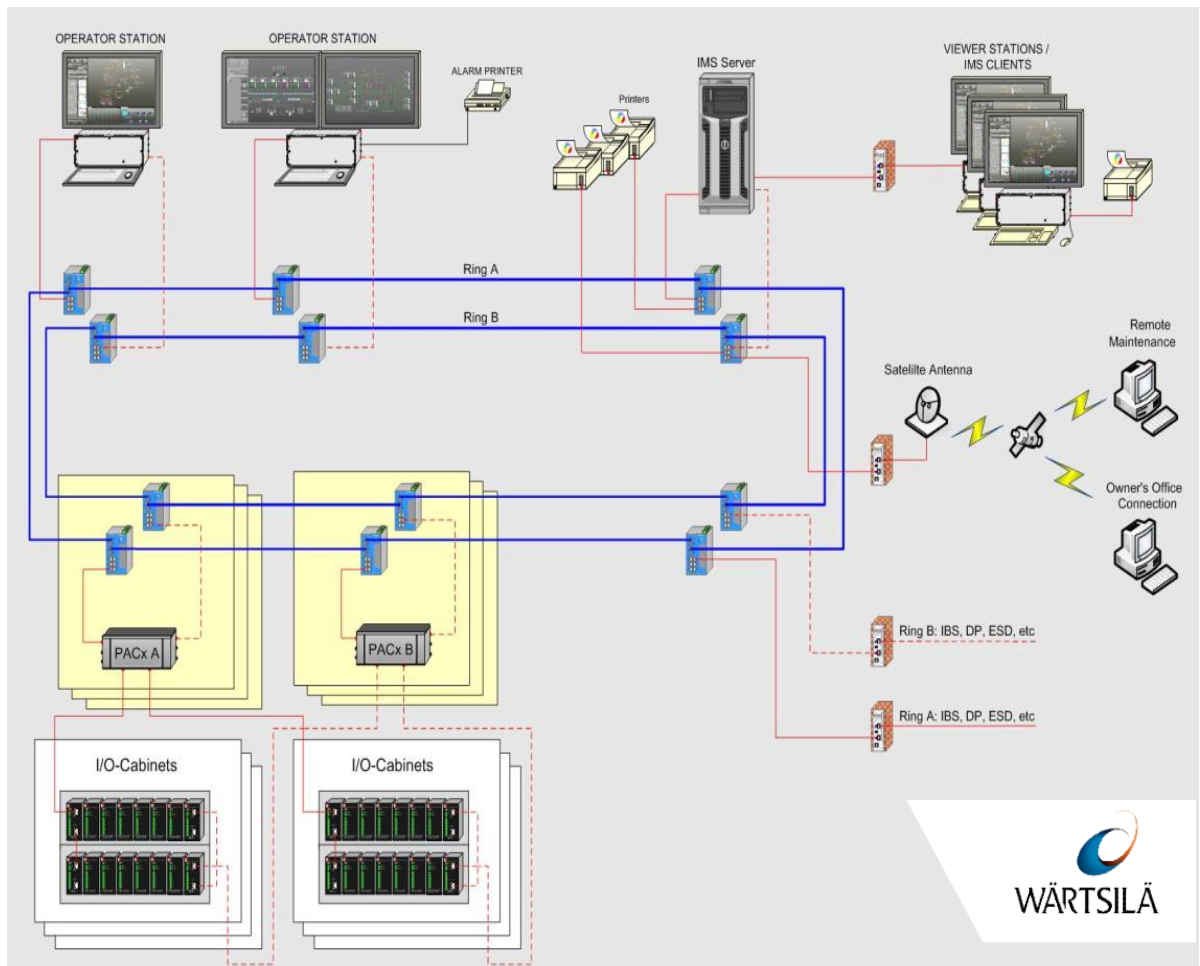 OPERATOR STATION
OPERATOR STATION
ALARM PRINTER
Printers
IMS Server
VIEWER STATIONS /
IMS CLIENTS
Ring A
Ring B
Satelilte Antenna
Remote
Maintenance
Owner's Office
Connection
PACx A
PACx B
Ring B: IBS, DP, ESD, etc
Ring A: IBS, DP, ESD, etc
I/O-Cabinets
I/O-Cabinets
WÄRTSILÄ